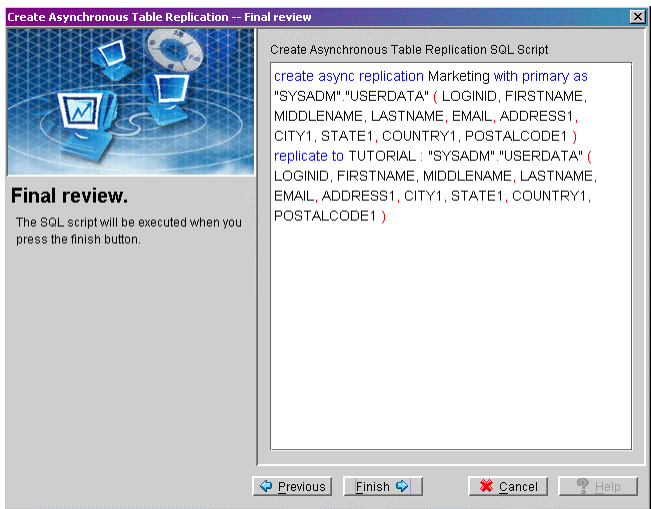 Create Asynchronous Table Replication -- Final review
Create Asynchronous Table Replication SQL Script
create async replication Marketing with primary as
"SYSADM"."USERDATA" ( LOGINID, FIRSTNAME,
MIDDLENAME, LASTNAME, EMAIL, ADDRESS1,
CITY1, STATE1, COUNTRY1, POSTALCODE1 )
replicate to TUTORIAL : "SYSADM"."USERDATA" (
LOGINID, FIRSTNAME, MIDDLENAME, LASTNAME,
EMAIL, ADDRESS1, CITY1, STATE1, COUNTRY1,
POSTALCODE1 )
Final review.
The SQL script will be executed when you
press the finish button.
Previous
Finish
Cancel
Help